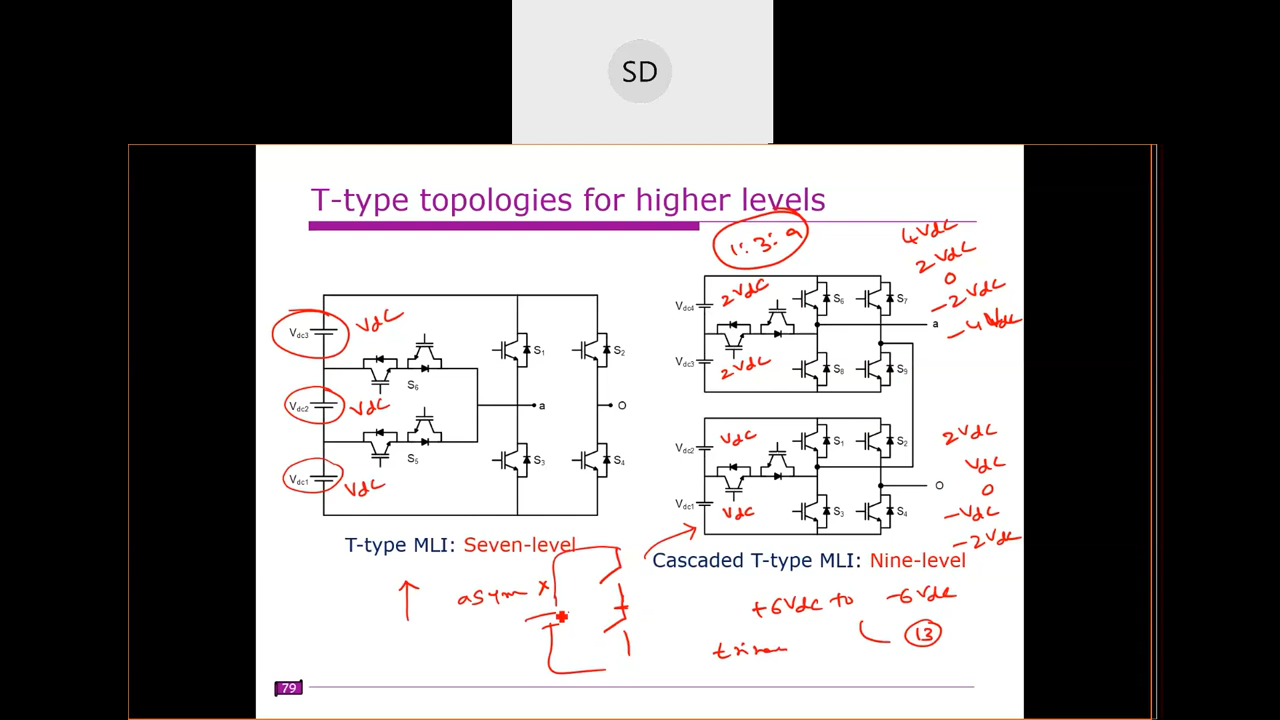 SD
T-type topologies for higher levels
1:3:9
4Vdc
2Vdc
0
-2Vdc
-4Vdc
Vdc3
Vdc
Vdc2
Vdc
Vdc1
Vdc
S6
S5
S1
S2
a
O
S3
S4
Vdc4
2Vdc
Vdc3
2Vdc
S6
S7
a
S8
S9
Vdc2
Vdc
Vdc1
Vdc
S1
S2
O
S3
S4
2Vdc
Vdc
0
-Vdc
-2Vdc
T-type MLI: Seven-level
Cascaded T-type MLI: Nine-level
asym x
+6Vdc to -6Vdc
13
79